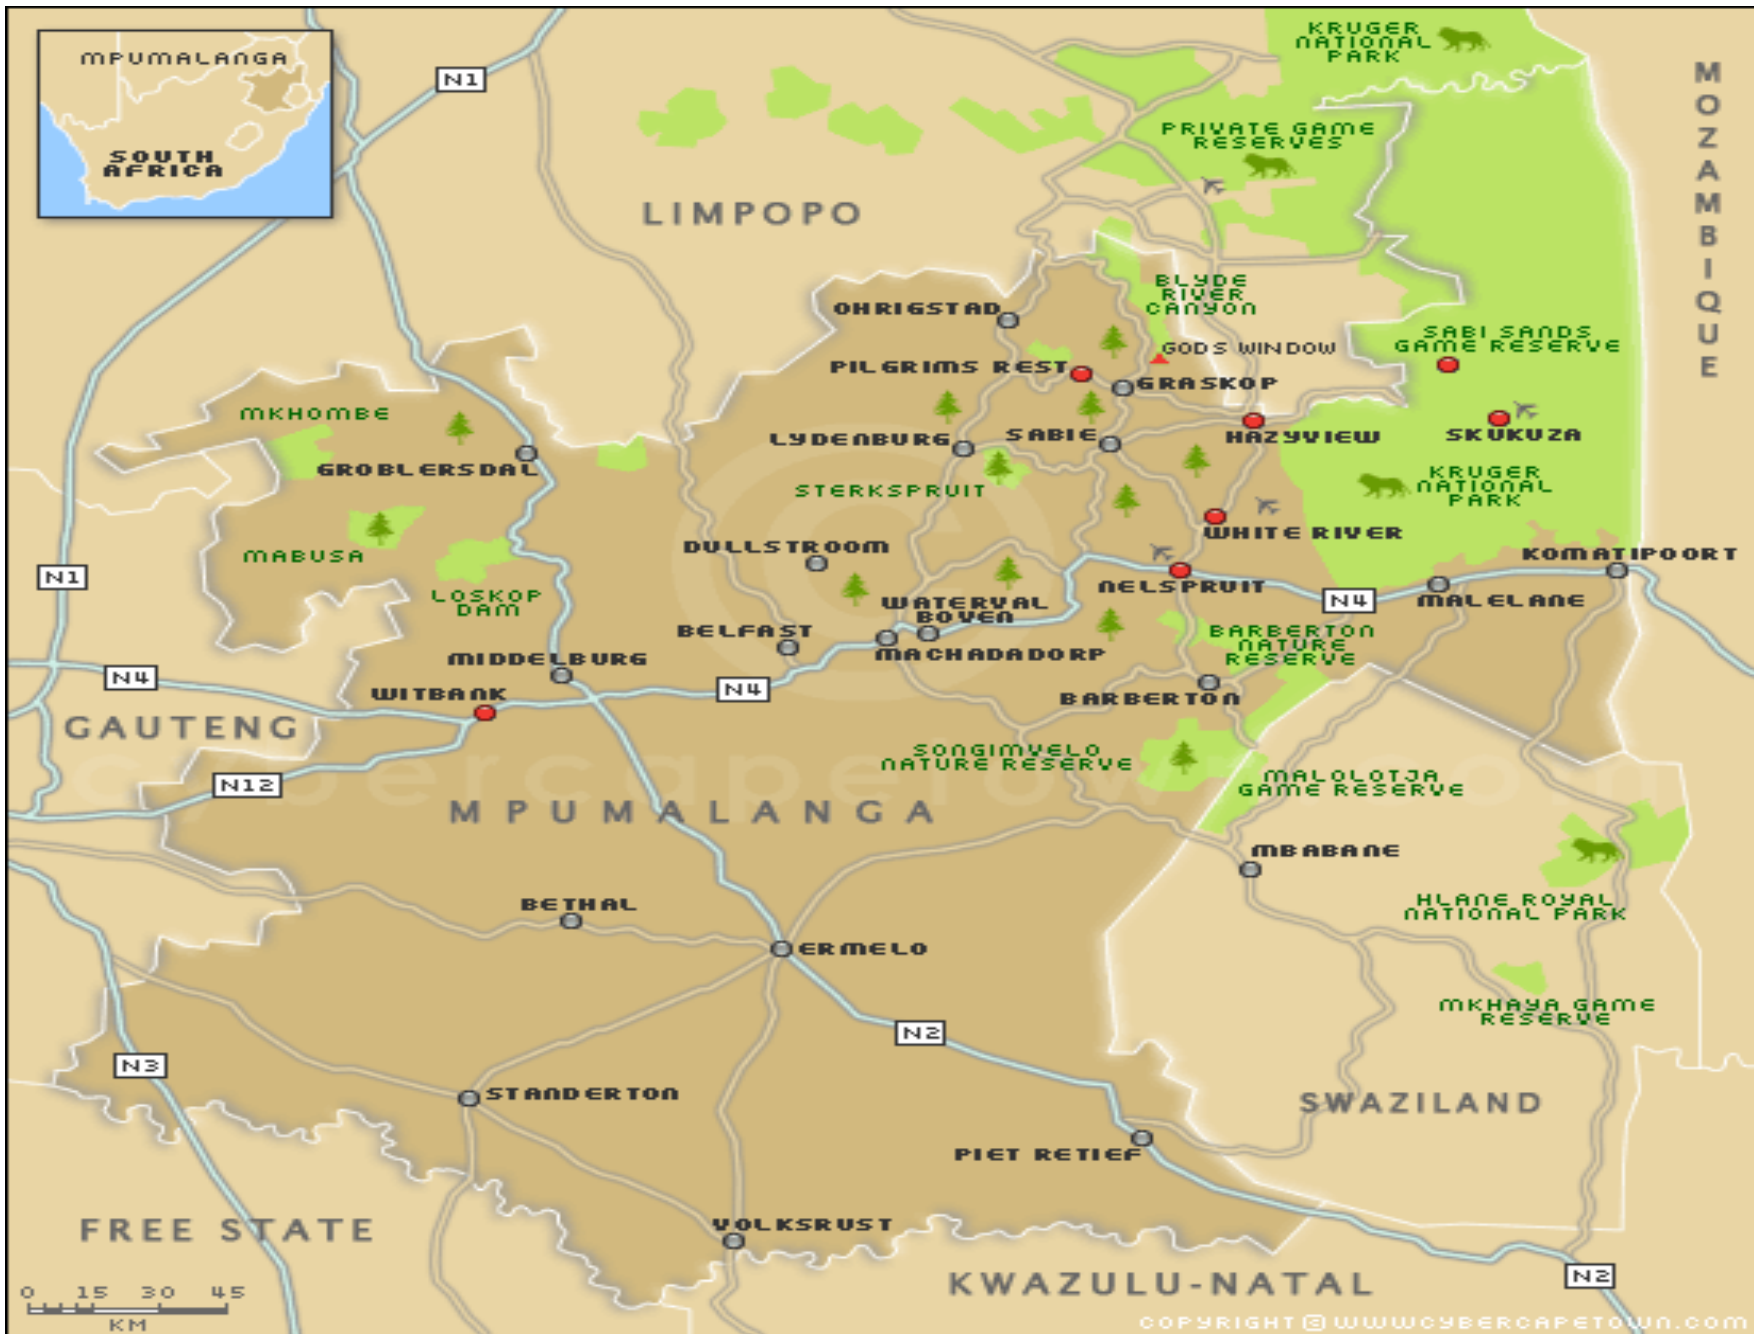 MPUMALANGA
SOUTH
AFRICA
N1
KRUGER
NATIONAL
PARK
MOZAMBIQUE
PRIVATE GAME
RESERVES
LIMPOPO
BLYDE
RIVER
CANYON
OHRIGSTAD
SABI SANDS
GAME RESERVE
GODS WINDOW
PILGRIMS REST
GRASKOP
MKHOMBE
LYDENBURG
SABIE
HAZYVIEW
SKUKUZA
GROBLERSDAL
KRUGER
NATIONAL
PARK
STERKSPRUIT
WHITE RIVER
MABUSA
DULLSTROOM
KOMATIPOORT
N1
NELSPRUIT
N4
MALELANE
LOSKOP
DAM
WATERVAL
BOVEN
BELFAST
BARBERTON
NATURE
RESERVE
MACHADADORP
MIDDELBURG
N4
WITBANK
N4
BARBERTON
GAUTENG
SONGIMVELO
NATURE RESERVE
N12
MALOLOTJA
GAME RESERVE
cybercapetown.com
MPUMALANGA
MBABANE
BETHAL
HLANE ROYAL
NATIONAL PARK
ERMELO
MKHAYA GAME
RESERVE
N2
N3
STANDERTON
SWAZILAND
PIET RETIEF
VOLKSRUST
FREE STATE
KWAZULU-NATAL
N2
0 15 30 45
KM
COPYRIGHT © WWW.CYBERCAPETOWN.COM